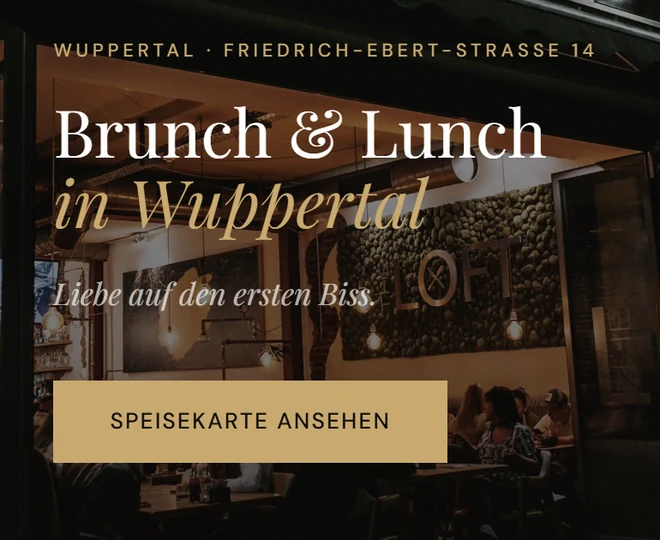 WUPPERTAL · FRIEDRICH-EBERT-STRASSE 14
Brunch & Lunch
in Wuppertal
Liebe auf den ersten Biss.
LOFT
SPEISEKARTE ANSEHEN